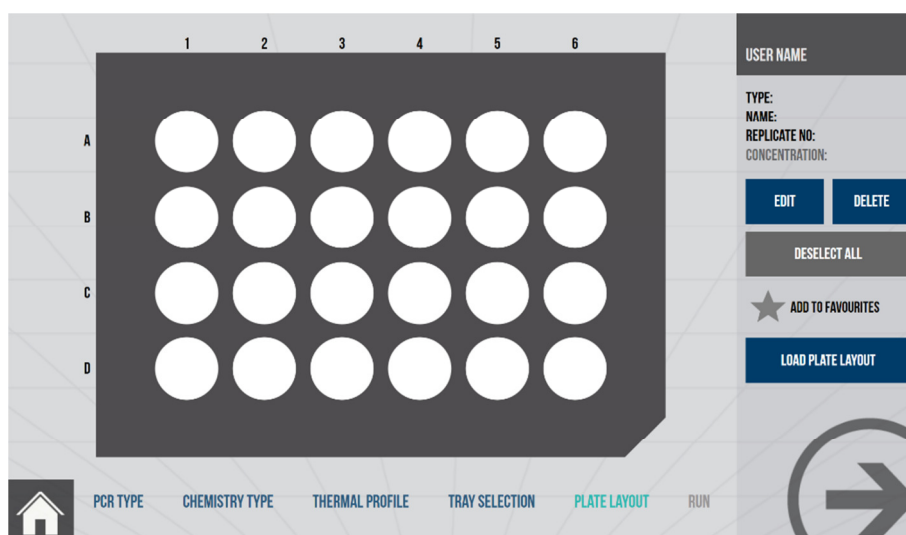 1 2 3 4 5 6
A
B
C
D
USER NAME
TYPE:
NAME:
REPLICATE NO:
CONCENTRATION:
EDIT DELETE
DESELECT ALL
ADD TO FAVOURITES
LOAD PLATE LAYOUT
PCR TYPE CHEMISTRY TYPE THERMAL PROFILE TRAY SELECTION PLATE LAYOUT RUN